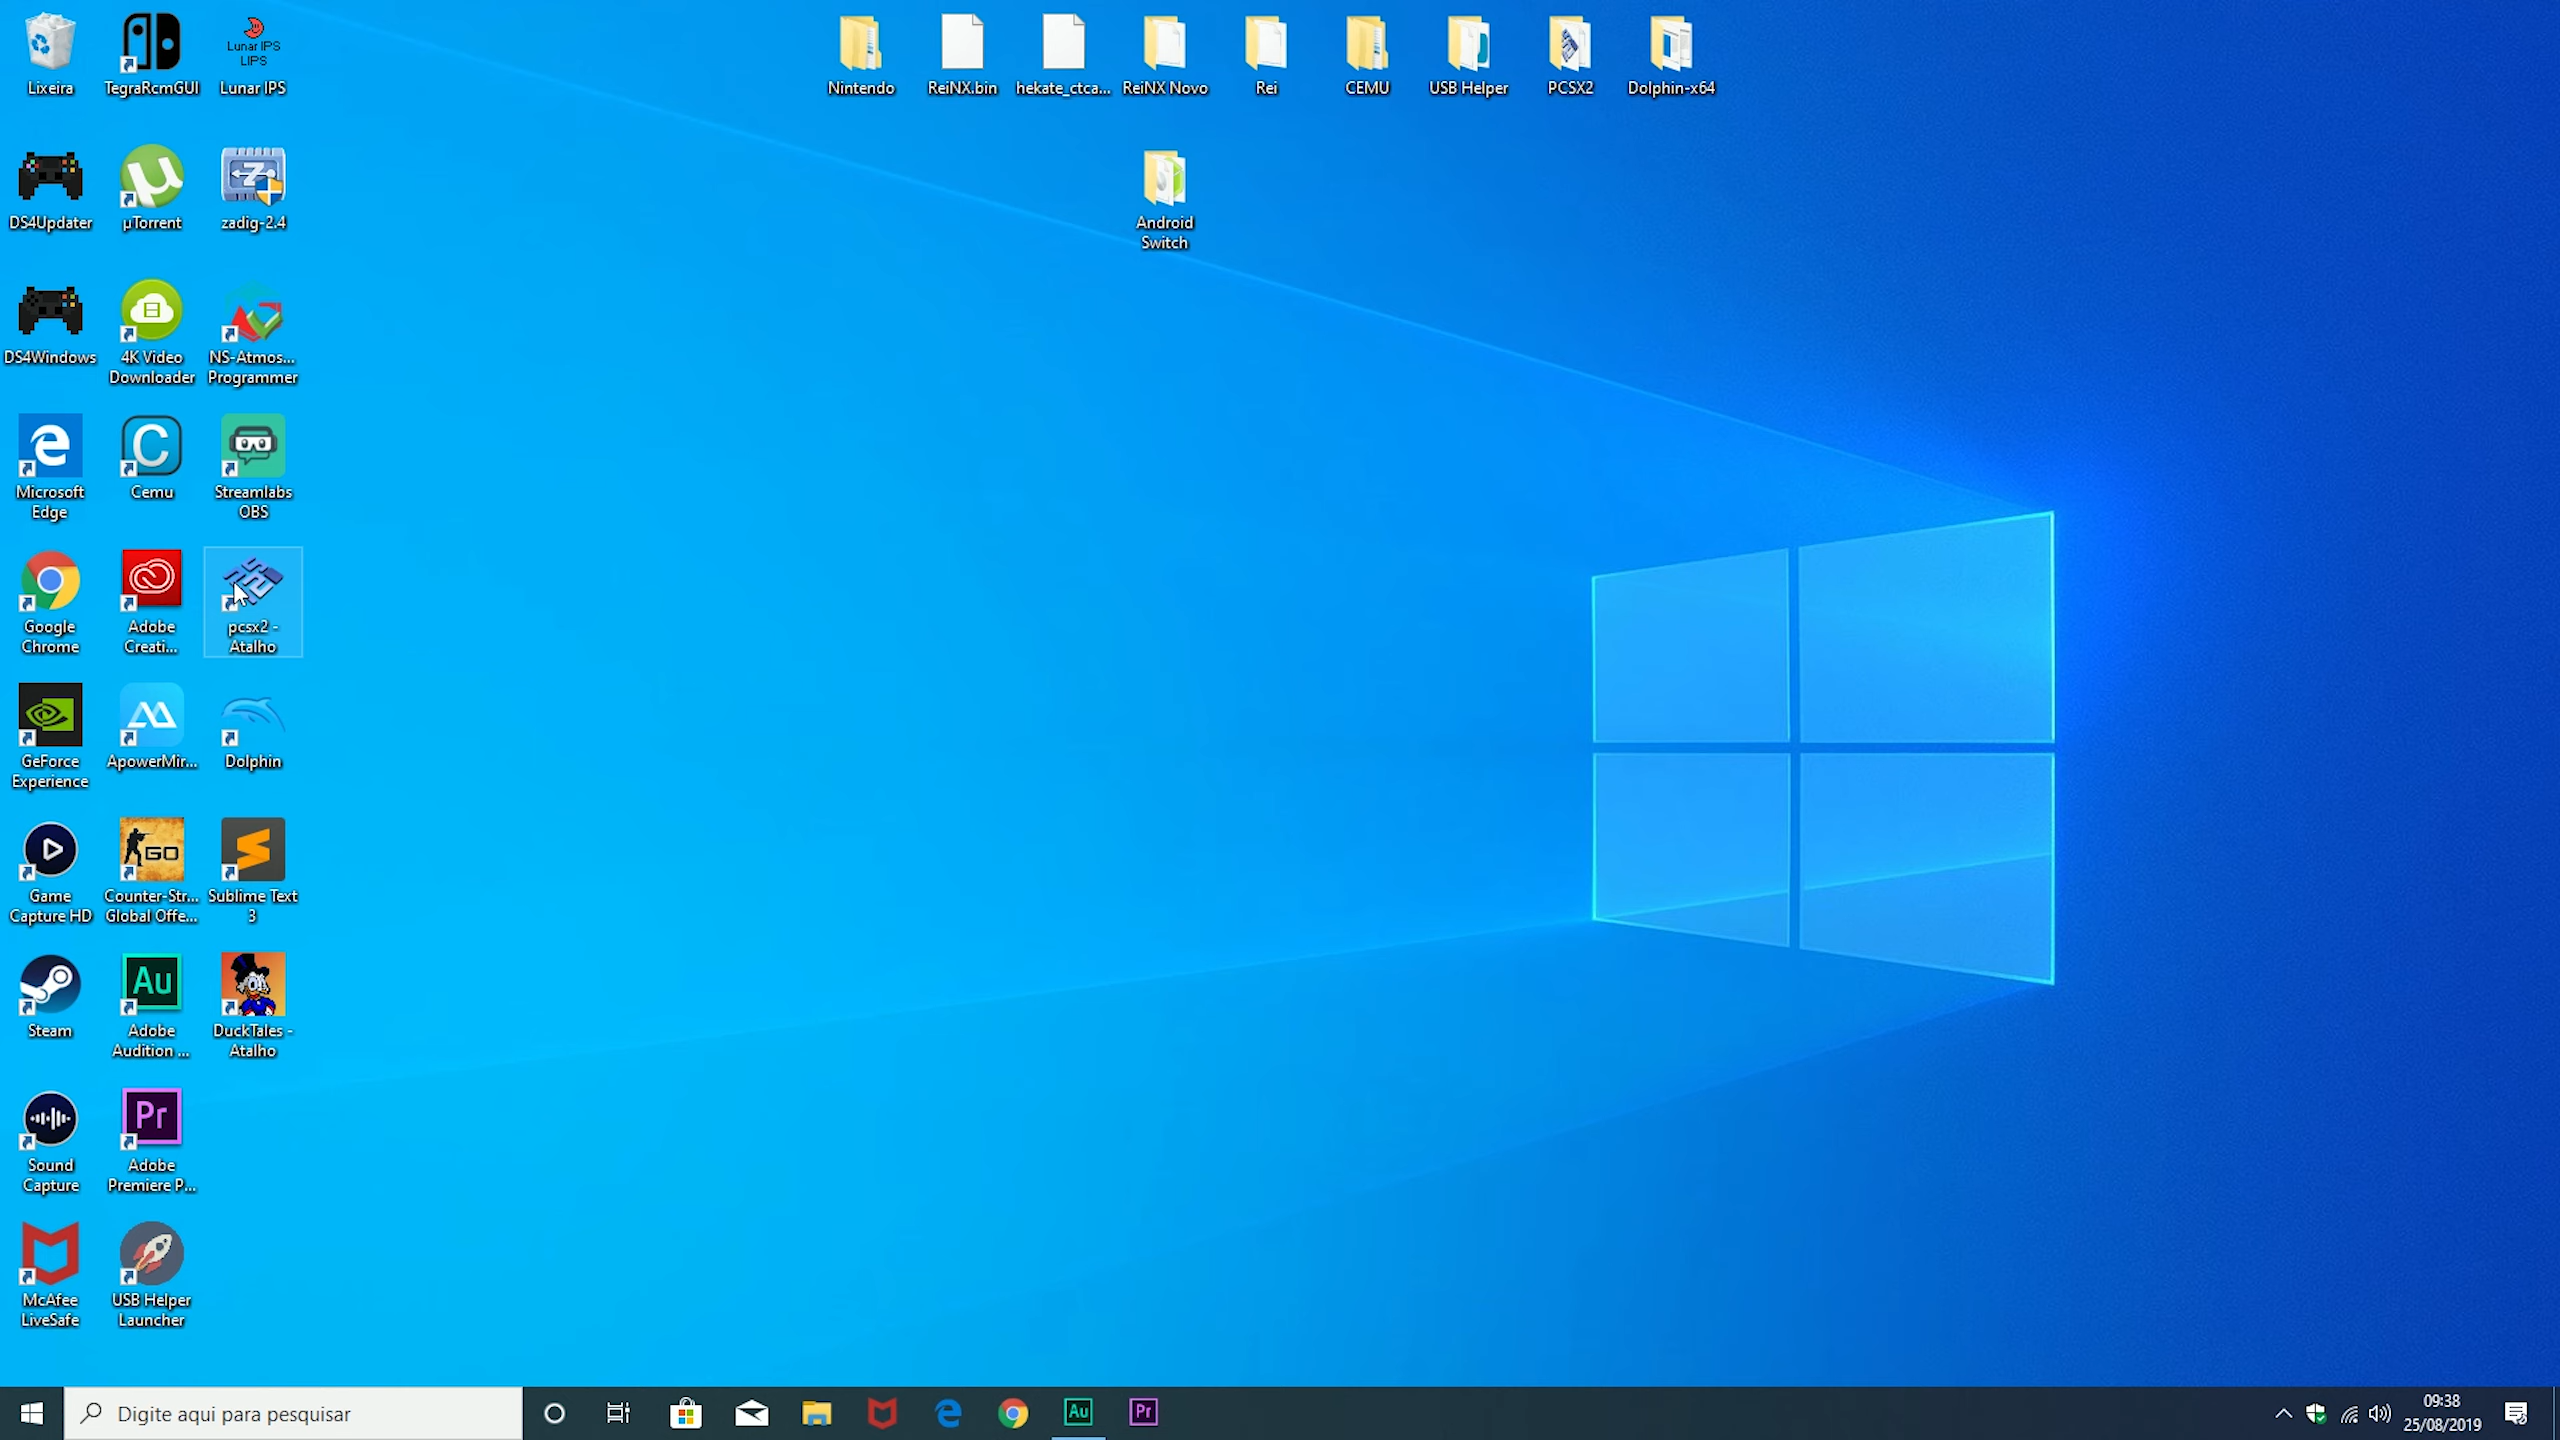 Lixeira
TegraRcmGUI
Lunar IPS
LIPS
Lunar IPS
Nintendo
ReiNX.bin
hekate_ctca...
ReiNX Novo
Rei
CEMU
USB Helper
PCSX2
Dolphin-x64
DS4Updater
µTorrent
zadig-2.4
Android
Switch
DS4Windows
4K Video
Downloader
NS-Atmos...
Programmer
Microsoft
Edge
Cemu
Streamlabs
OBS
Google
Chrome
Adobe
Creati...
pcsx2 -
Atalho
GeForce
Experience
ApowerMir...
Dolphin
Game
Capture HD
GO
Counter-Str...
Global Offe...
Sublime Text
3
Steam
Au
Adobe
Audition ...
DuckTales -
Atalho
Sound
Capture
Pr
Adobe
Premiere P...
McAfee
LiveSafe
USB Helper
Launcher
Digite aqui para pesquisar
Au
Pr
09:38
25/08/2019